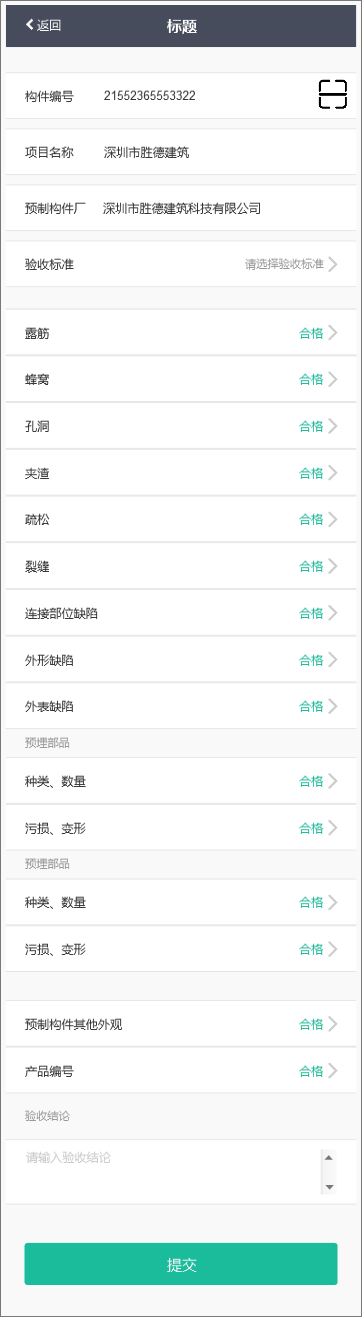 返回 标题
构件编号 21552365553322
项目名称 深圳市胜德建筑
预制构件厂 深圳市胜德建筑科技有限公司
验收标准 请选择验收标准
露筋 合格
蜂窝 合格
孔洞 合格
夹渣 合格
疏松 合格
裂缝 合格
连接部位缺陷 合格
外形缺陷 合格
外表缺陷 合格
预埋部品
种类、数量 合格
污损、变形 合格
预埋部品
种类、数量 合格
污损、变形 合格
预制构件其他外观 合格
产品编号 合格
验收结论
请输入验收结论
提交